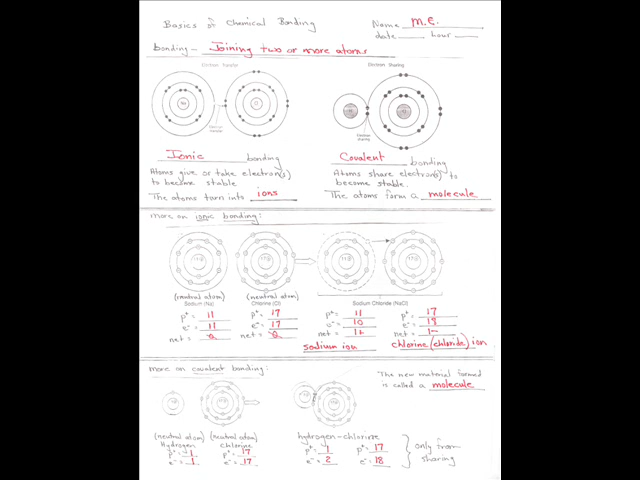 Basics of Chemical Bonding
Name M.E.
date Hour
bonding - Joining two or more atoms
Electron Transfer
Electron Sharing
Ionic bonding
Covalent bonding
Atoms give or take electron(s)
to become stable
Atoms share electron(s) to
become stable.
The atoms turn into ions
The atoms form a molecule
more on ionic bonding:
(neutral atom) (neutral atom)
Sodium (Na) Chlorine (Cl) Sodium Chloride (NaCl)
p+ = 11 p+ = 17 p+ = 11 p+ = 17
e- = 11 e- = 17 e- = 10 e- = 18
net = 0 net = 0 net = 1+ net = 1-
sodium ion chlorine (chloride) ion
more on covalent bonding:
The new material formed
is called a molecule
(neutral atom) (neutral atom) hydrogen-chloride
Hydrogen Chlorine
p+ 1 p+ 17 p+ 1 p+ 17
e- 1 e- 17 e- 2 e- 18
only from
sharing